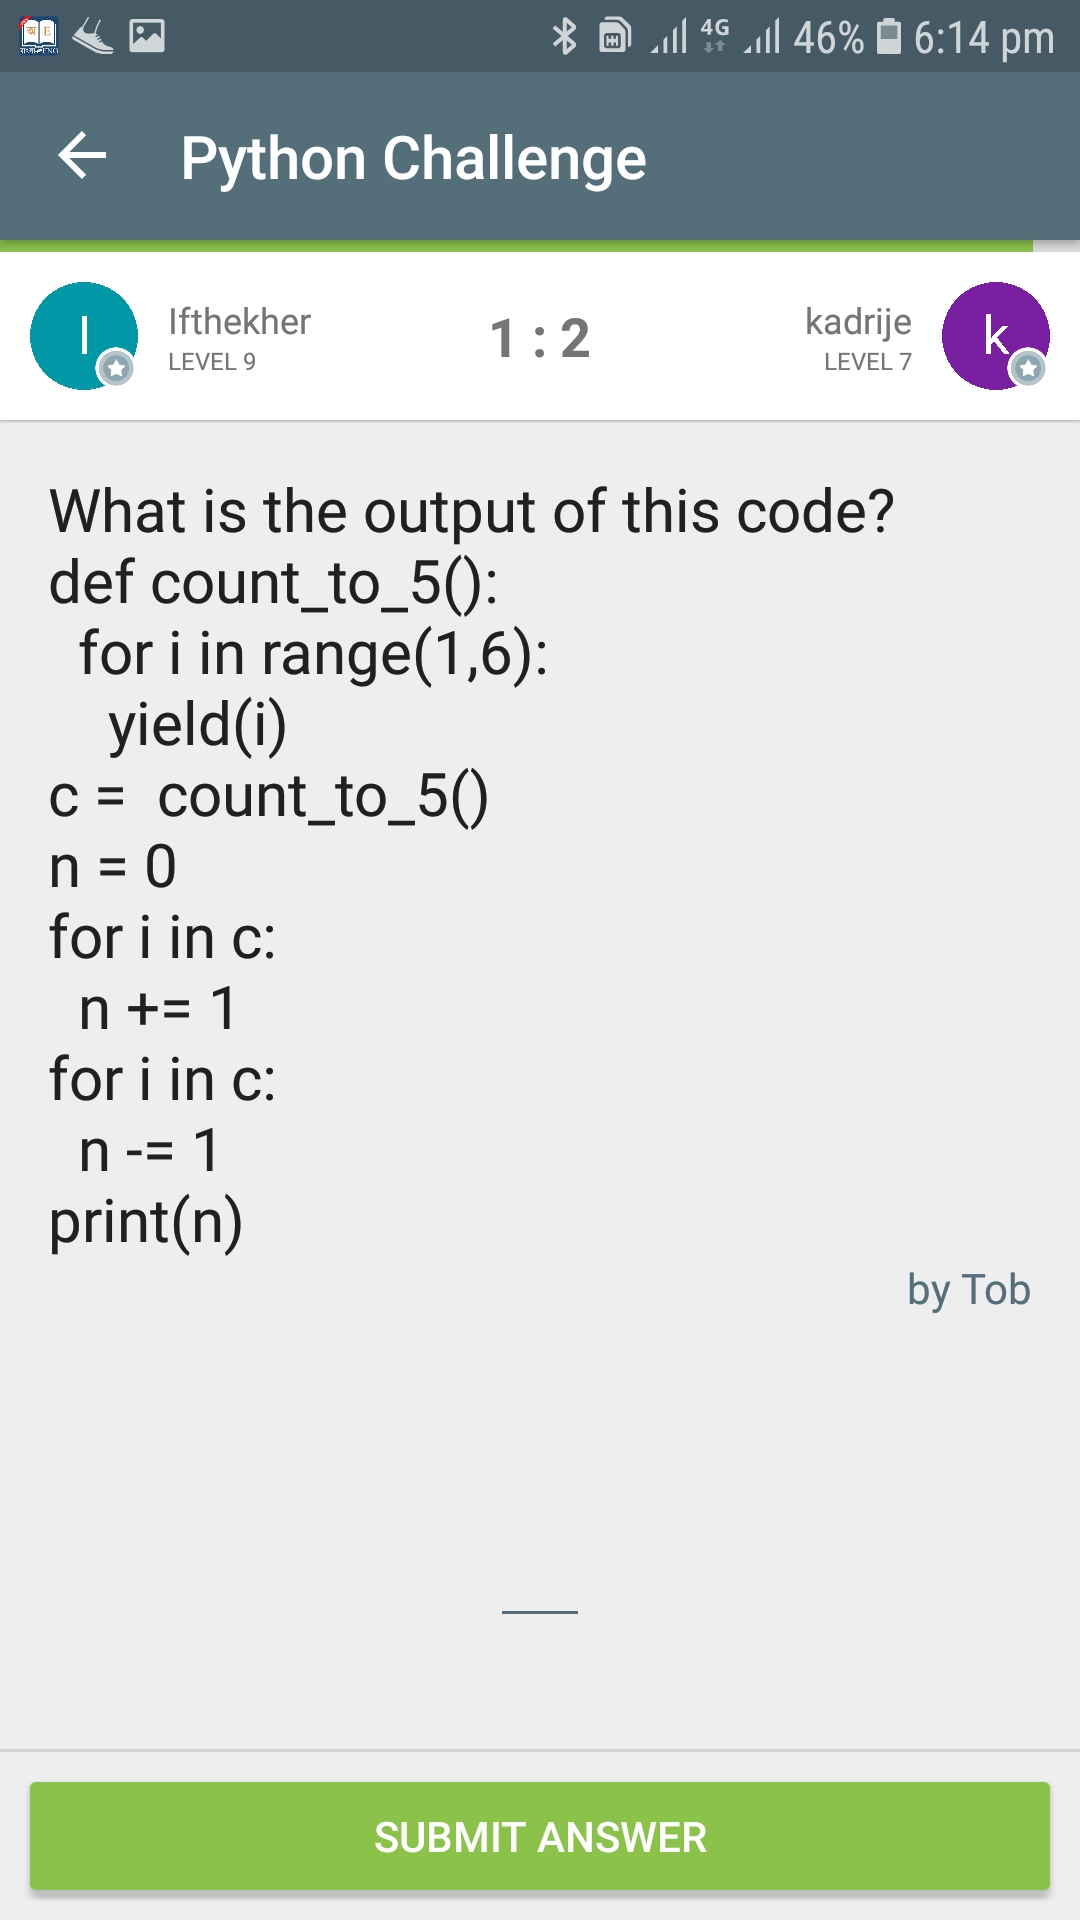 4G 46% 6:14 pm
Python Challenge
I Ifthekher 1 : 2 kadrije k
LEVEL 9 LEVEL 7
What is the output of this code?
def count_to_5():
  for i in range(1,6):
    yield(i)
c =  count_to_5()
n = 0
for i in c:
  n += 1
for i in c:
  n -= 1
print(n)
by Tob
SUBMIT ANSWER